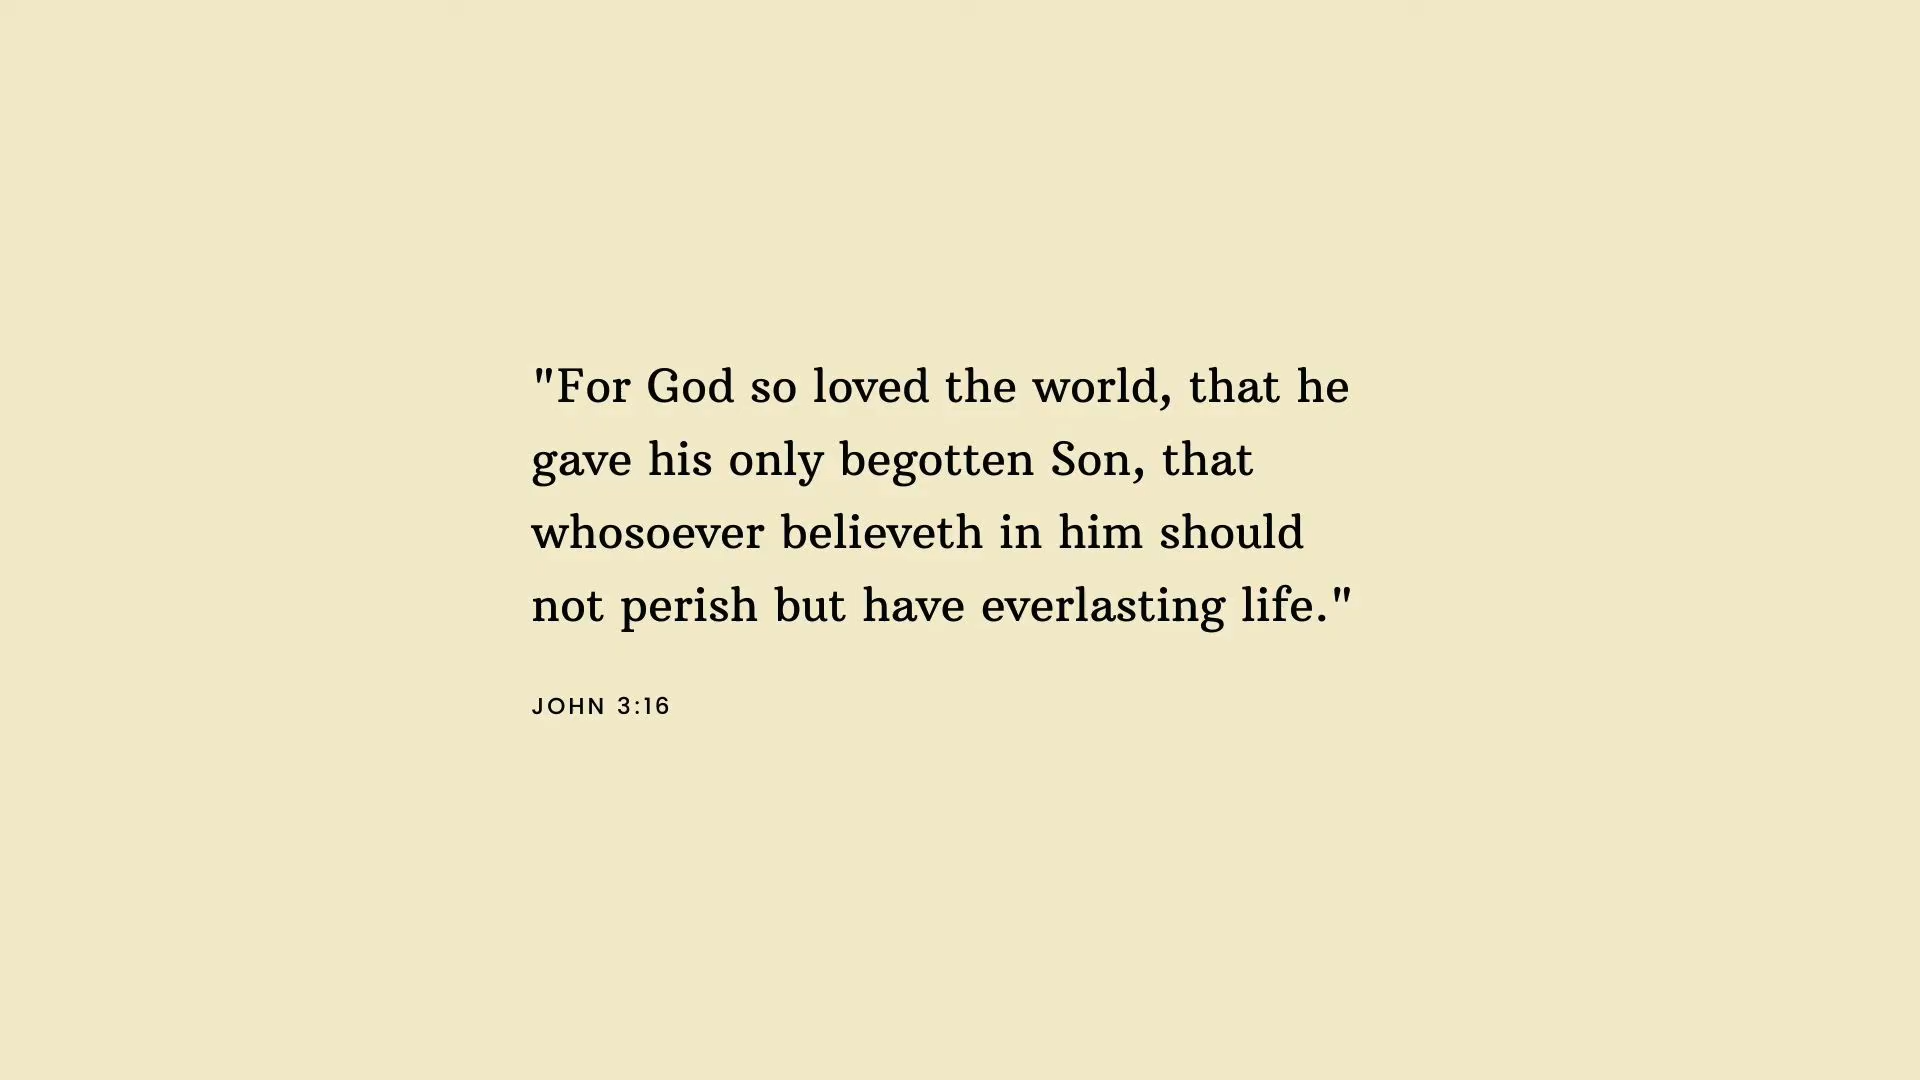 "For God so loved the world, that he
gave his only begotten Son, that
whosoever believeth in him should
not perish but have everlasting life."
JOHN 3:16